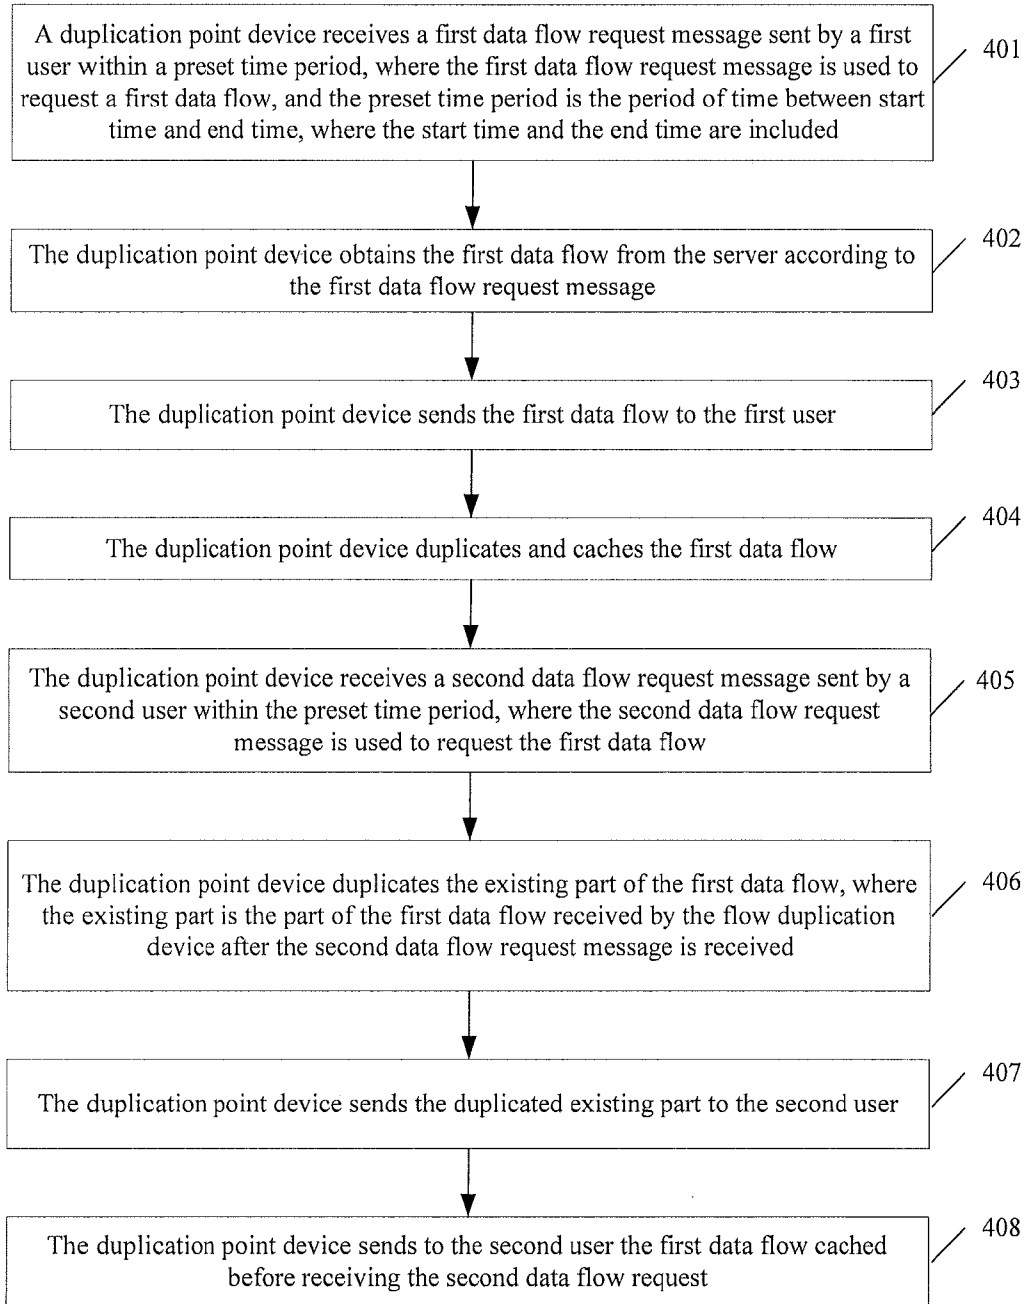 A duplication point device receives a first data flow request message sent by a first
user within a preset time period, where the first data flow request message is used to
request a first data flow, and the preset time period is the period of time between start
time and end time, where the start time and the end time are included
401
The duplication point device obtains the first data flow from the server according to
the first data flow request message
402
The duplication point device sends the first data flow to the first user
403
The duplication point device duplicates and caches the first data flow
404
The duplication point device receives a second data flow request message sent by a
second user within the preset time period, where the second data flow request
message is used to request the first data flow
405
The duplication point device duplicates the existing part of the first data flow, where
the existing part is the part of the first data flow received by the flow duplication
device after the second data flow request message is received
406
The duplication point device sends the duplicated existing part to the second user
407
The duplication point device sends to the second user the first data flow cached
before receiving the second data flow request
408